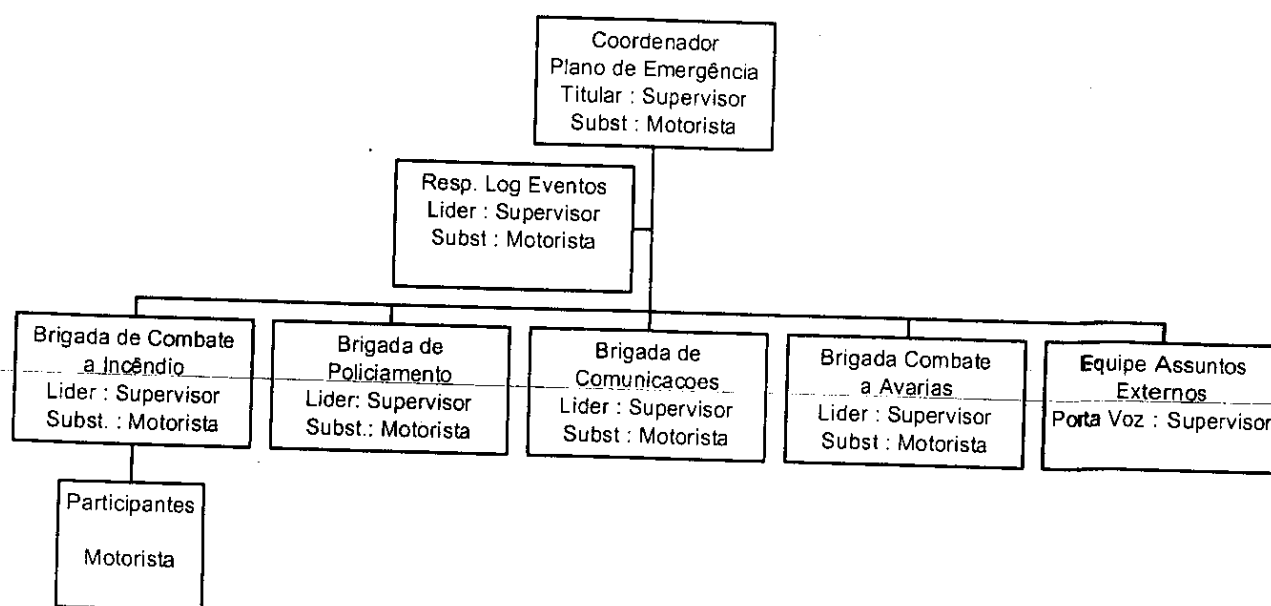 Coordenador
Plano de Emergência
Titular : Supervisor
Subst : Motorista
Resp. Log Eventos
Lider : Supervisor
Subst : Motorista
Brigada de Combate
a Incêndio
Lider : Supervisor
Subst. : Motorista
Brigada de
Policiamento
Lider: Supervisor
Subst.: Motorista
Brigada de
Comunicacoes
Lider : Supervisor
Subst : Motorista
Brigada Combate
a Avarias
Lider : Supervisor
Subst : Motorista
Equipe Assuntos
Externos
Porta Voz : Supervisor
Participantes
Motorista